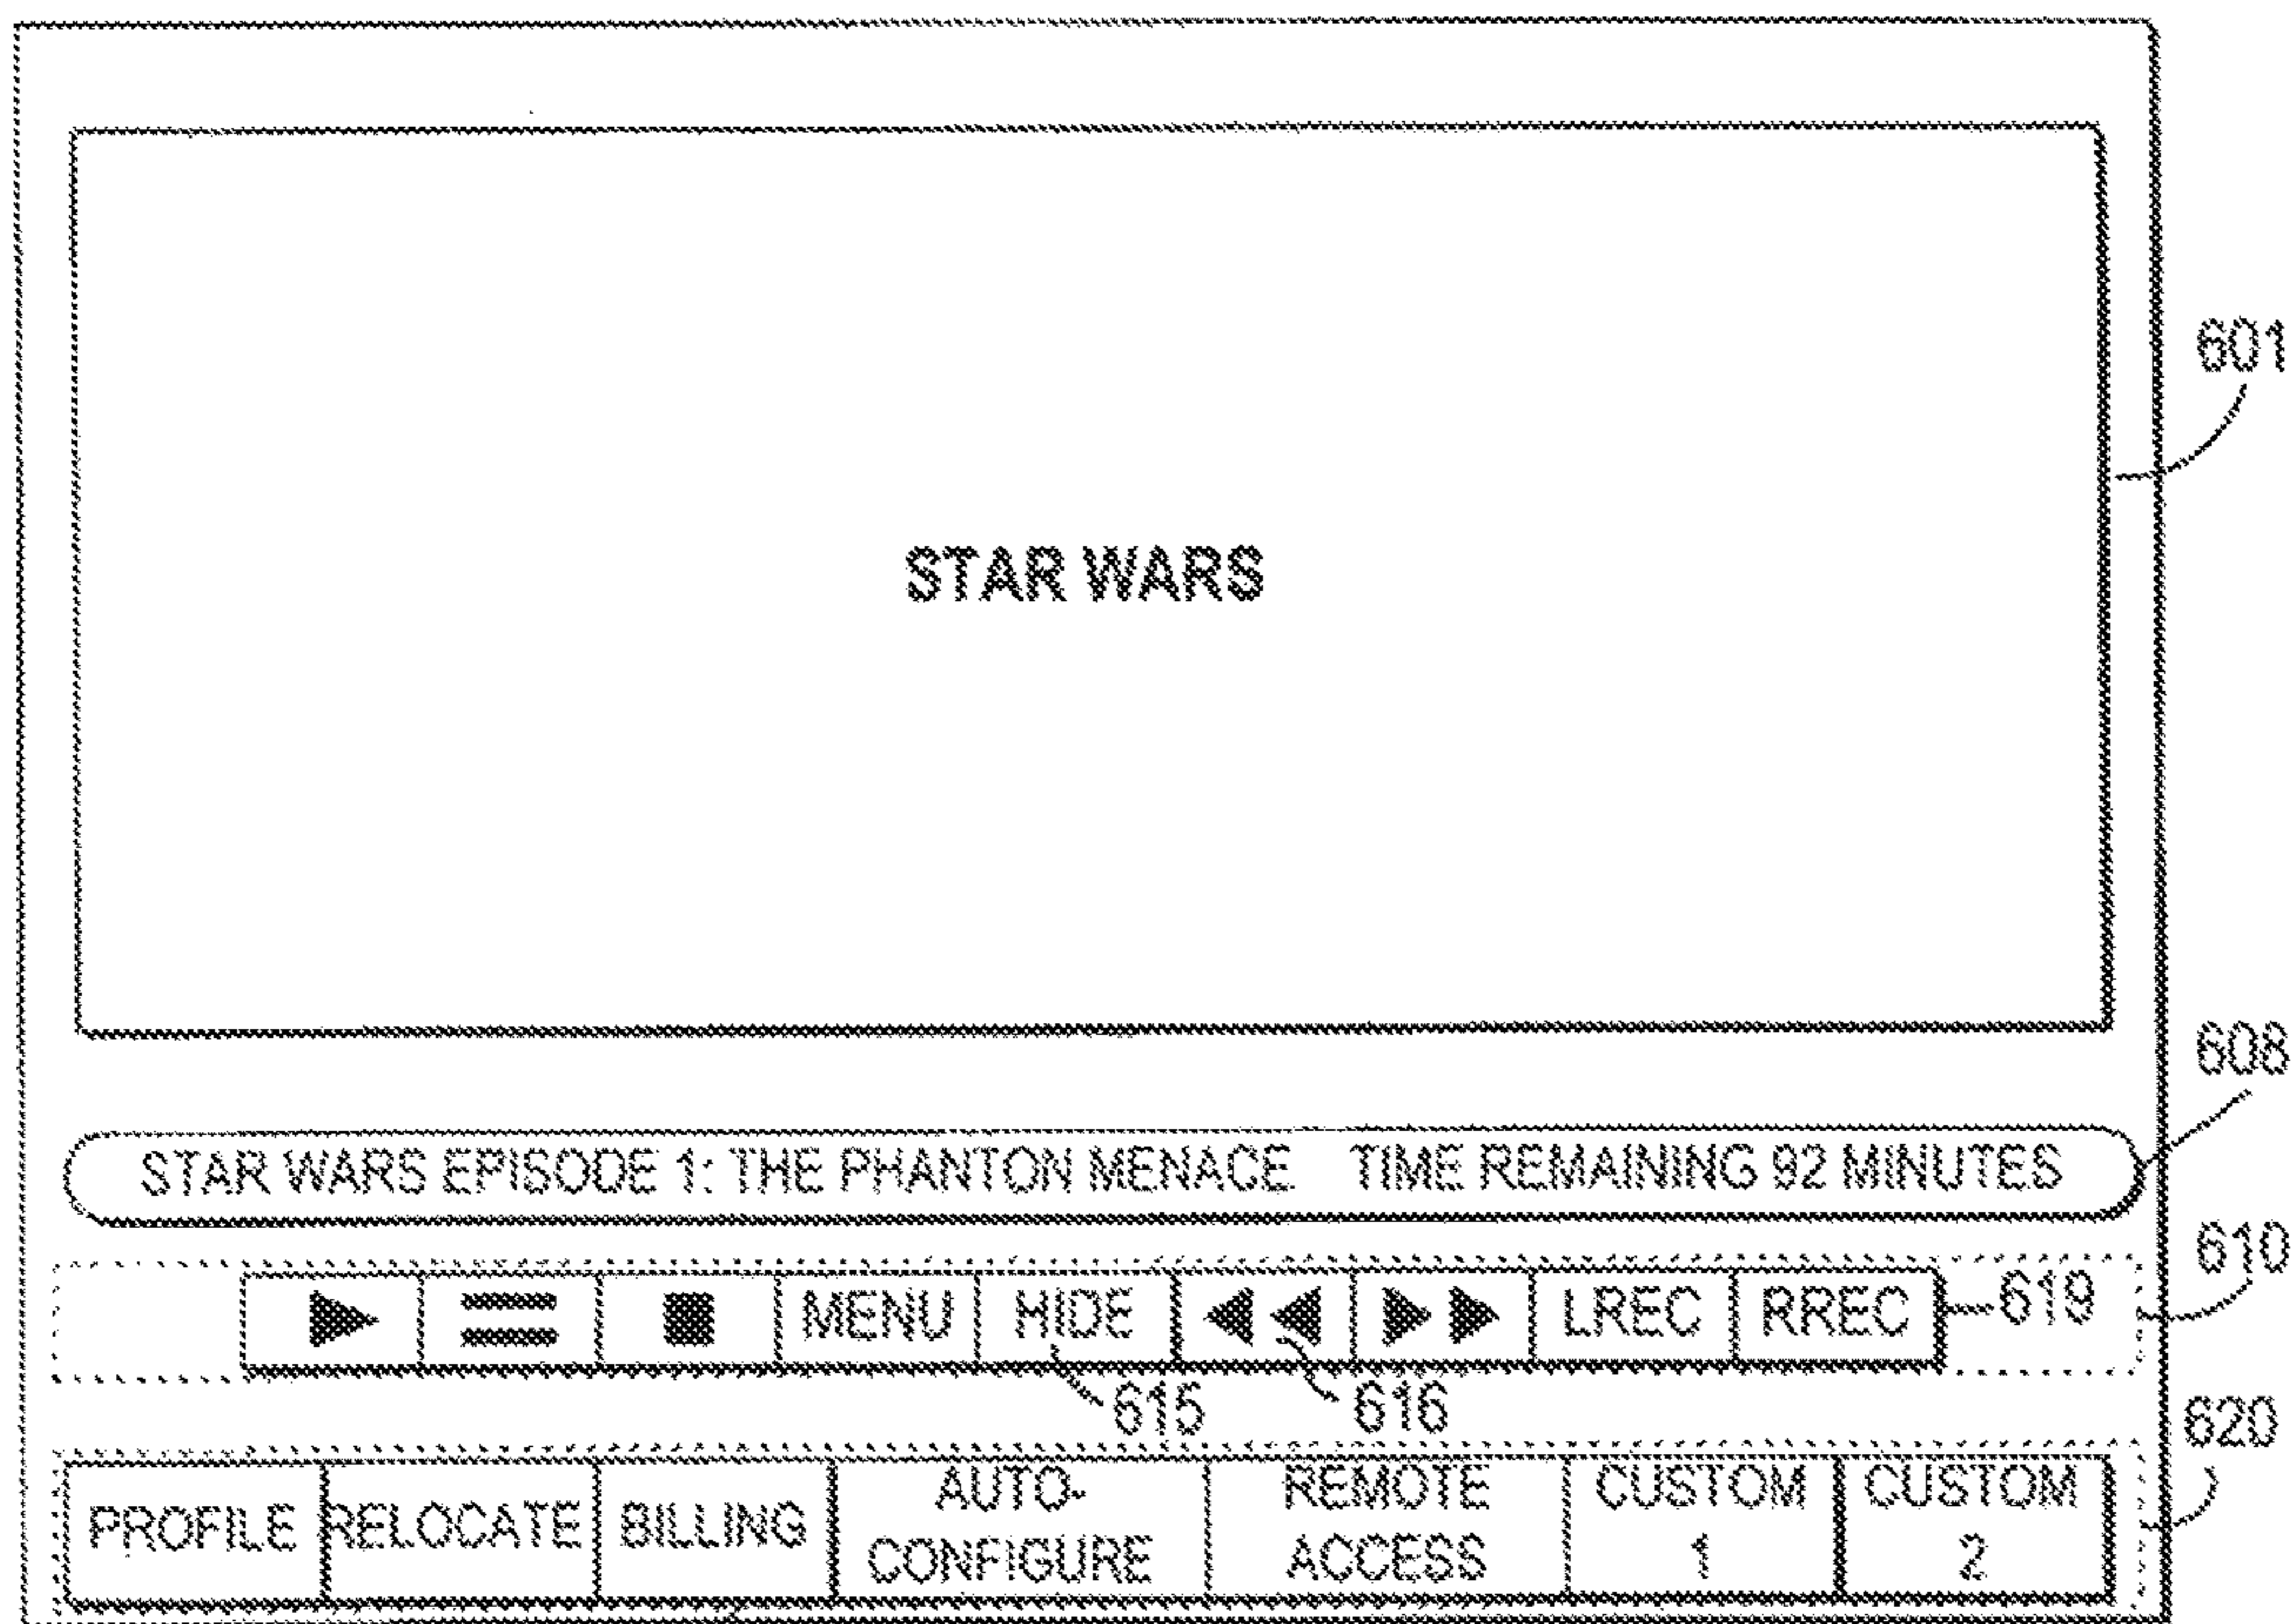 601
STAR WARS
608
STAR WARS EPISODE 1: THE PHANTON MENACE TIME REMAINING 92 MINUTES
610
MENU HIDE LREC RREC 619
615 616
620
PROFILE RELOCATE BILLING AUTO-CONFIGURE REMOTE ACCESS CUSTOM 1 CUSTOM 2